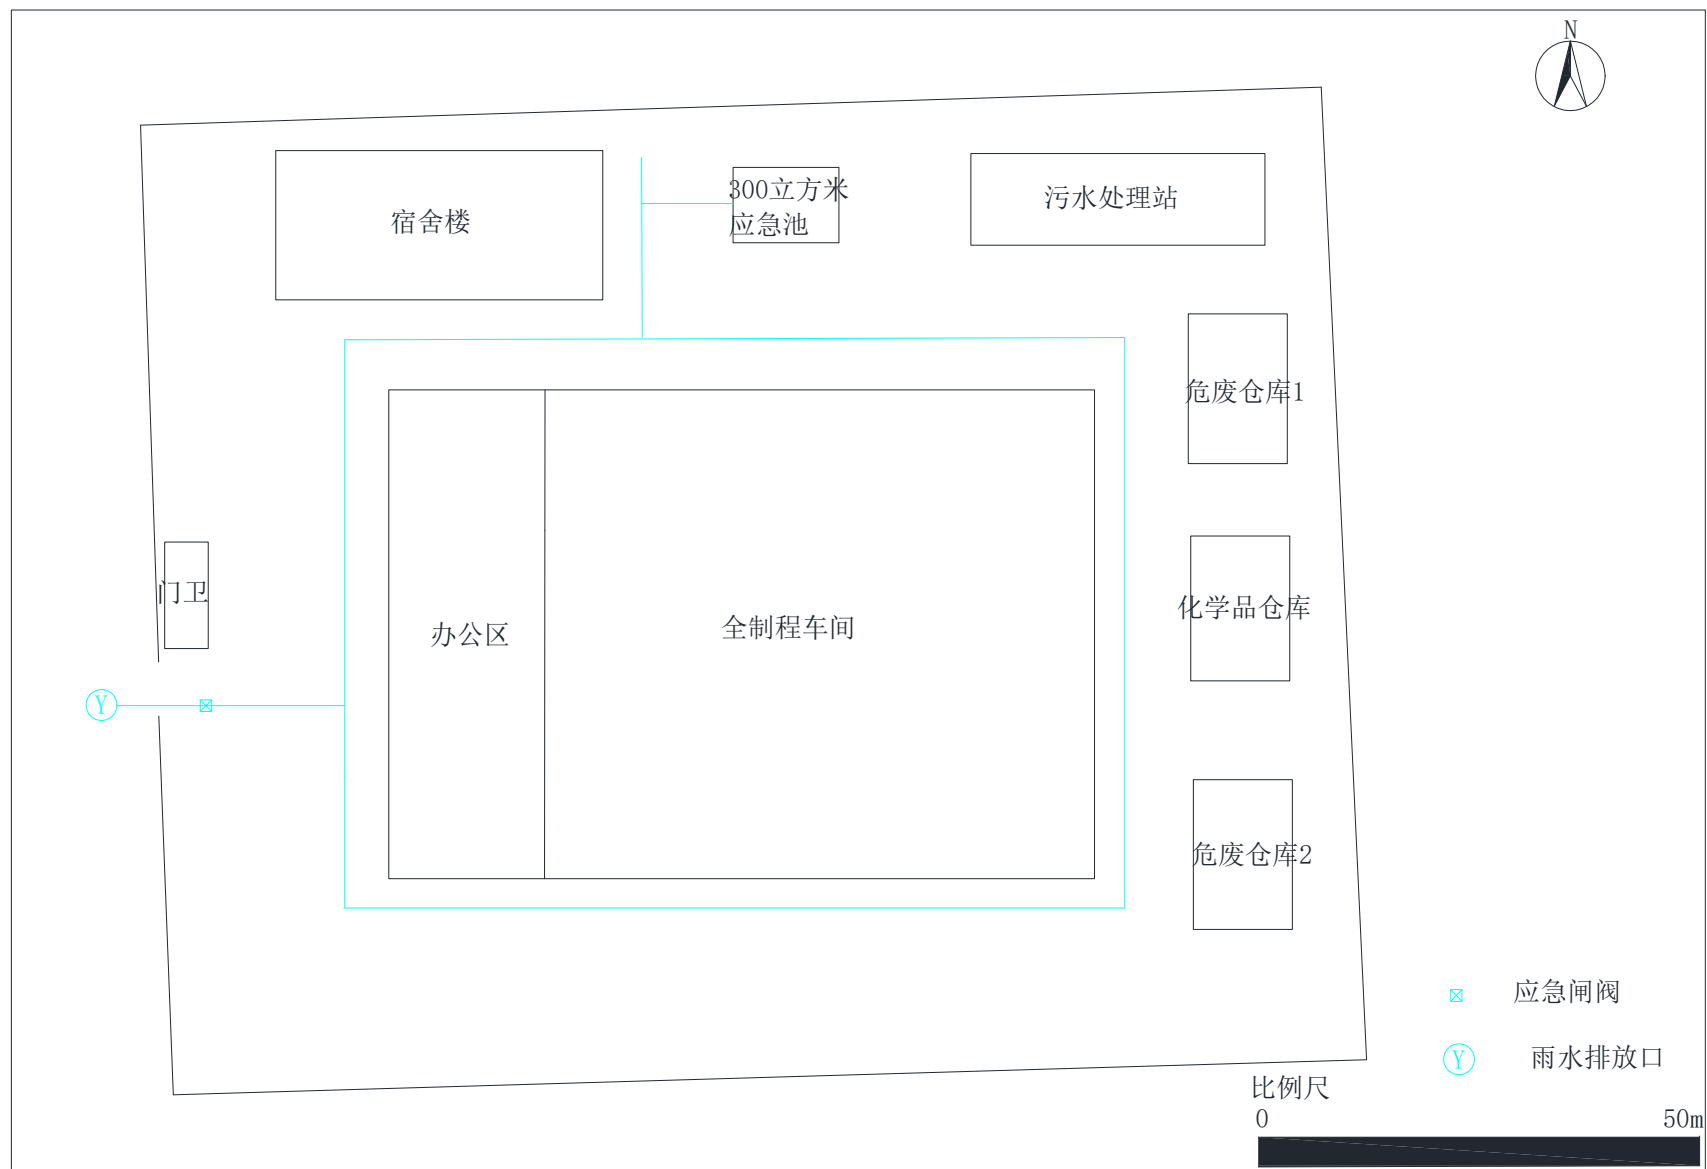 N
300立方米
应急池
污水处理站
宿舍楼
危废仓库1
门卫
化学品仓库
办公区
全制程车间
Y
危废仓库2
应急闸阀
Y
雨水排放口
比例尺
0
50m